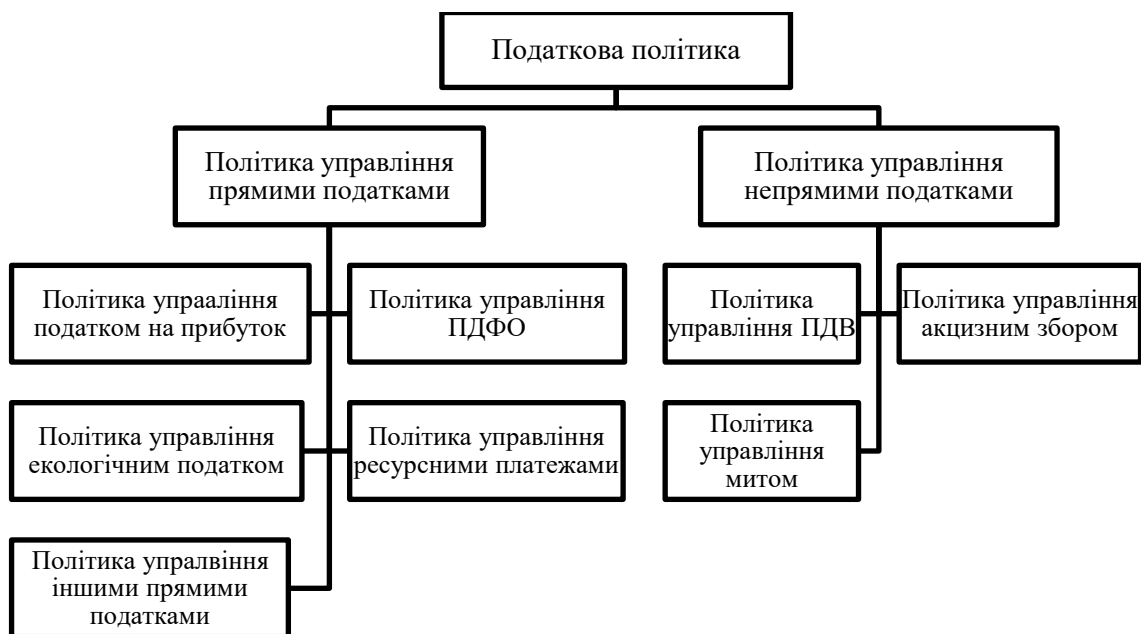 Податкова політика
Політика управління
прямими податками
Політика управління
непрямими податками
Політика упрааління
податком на прибуток
Політика управління
ПДФО
Політика
управління ПДВ
Політика управління
акцизним збором
Політика управління
екологічним податком
Політика управління
ресурсними платежами
Політика
управління
митом
Політика упралвіння
іншими прямими
податками